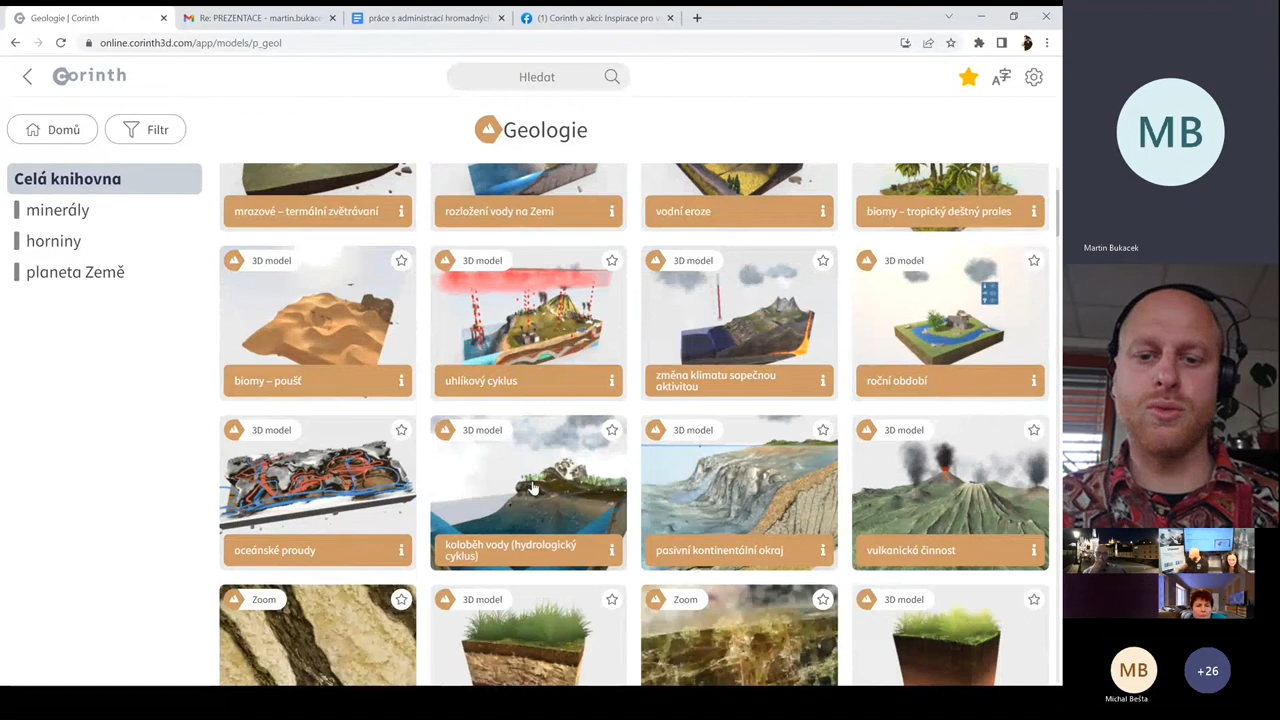 Geologie | Corinth
Re: PREZENTACE - martin.bukace
práce s administrací hromadných
(1) Corinth v akci: Inspirace pro v
online.corinth3d.com/app/models/p_geol
corinth
Hledat
Domů
Filtr
Geologie
Celá knihovna
minerály
horniny
planeta Země
mrazové – termální zvětrávaní
rozložení vody na Zemi
vodní eroze
biomy – tropický deštný prales
3D model
3D model
3D model
3D model
biomy – poušť
uhlíkový cyklus
změna klimatu sopečnou
aktivitou
roční období
3D model
3D model
3D model
3D model
oceánské proudy
koloběh vody (hydrologický
cyklus)
pasivní kontinentální okraj
vulkanická činnost
Zoom
3D model
Zoom
3D model
MB
Martin Bukacek
MB
+26
Michal Bešta